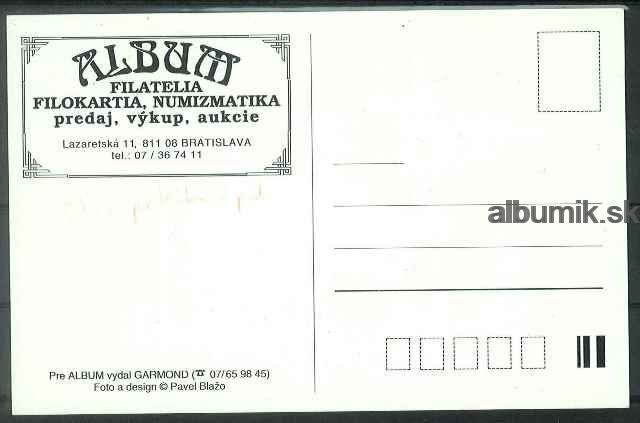 ALBUM
FILATELIA
FILOKARTIA, NUMIZMATIKA
predaj, výkup, aukcie
Lazaretská 11, 811 08 BRATISLAVA
tel.: 07 / 36 74 11
albumik.sk
Pre ALBUM vydal GARMOND (☎ 07/65 98 45)
Foto a design © Pavel Blažo